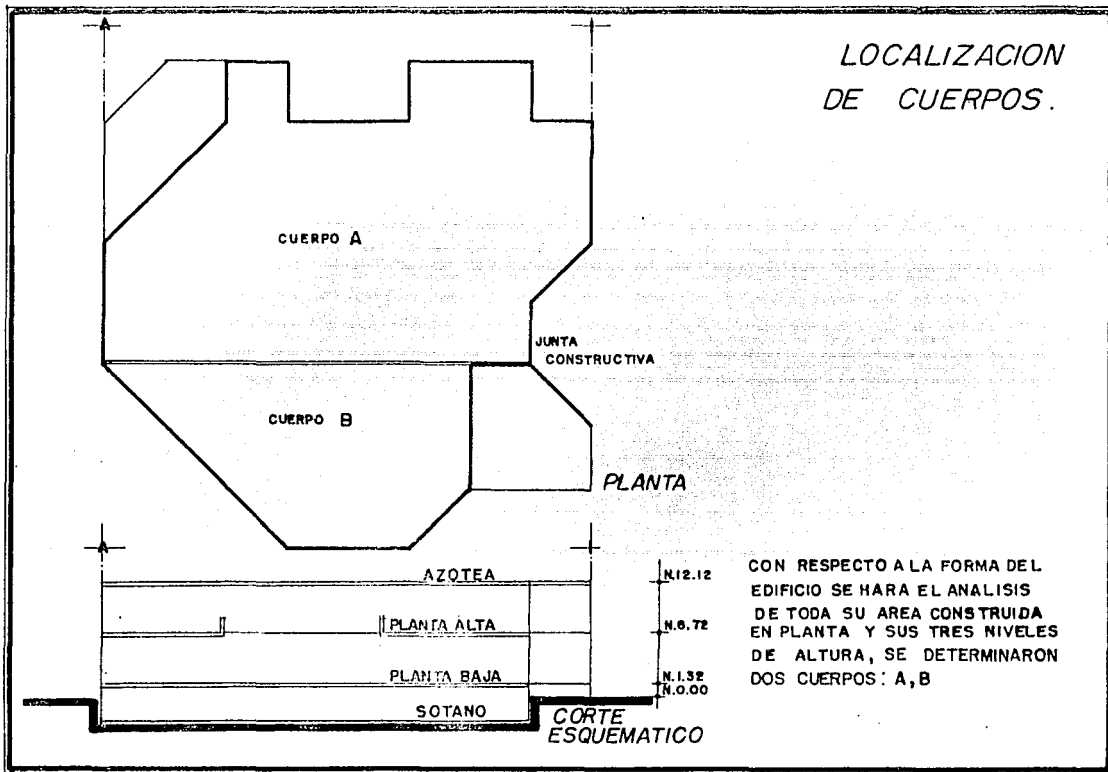 A
LOCALIZACION
DE CUERPOS.
CUERPO A
JUNTA
CONSTRUCTIVA
CUERPO B
PLANTA
A
AZOTEA
N.12.12
PLANTA ALTA
N.6.72
PLANTA BAJA
N.1.32
N.0.00
SOTANO
CORTE
ESQUEMATICO
CON RESPECTO A LA FORMA DEL
EDIFICIO SE HARA EL ANALISIS
DE TODA SU AREA CONSTRUIDA
EN PLANTA Y SUS TRES NIVELES
DE ALTURA, SE DETERMINARON
DOS CUERPOS: A,B